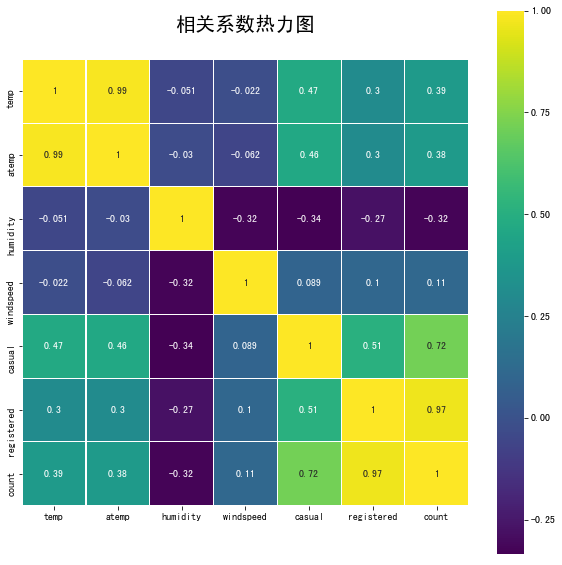 相关系数热力图
1.00
temp 1 0.99 -0.051 -0.022 0.47 0.3 0.39
0.75
atemp 0.99 1 -0.03 -0.062 0.46 0.3 0.38
humidity -0.051 -0.03 1 -0.32 -0.34 -0.27 -0.32
0.50
windspeed -0.022 -0.062 -0.32 1 0.089 0.1 0.11
0.25
casual 0.47 0.46 -0.34 0.089 1 0.51 0.72
registered 0.3 0.3 -0.27 0.1 0.51 1 0.97
0.00
count 0.39 0.38 -0.32 0.11 0.72 0.97 1
temp atemp humidity windspeed casual registered count
-0.25